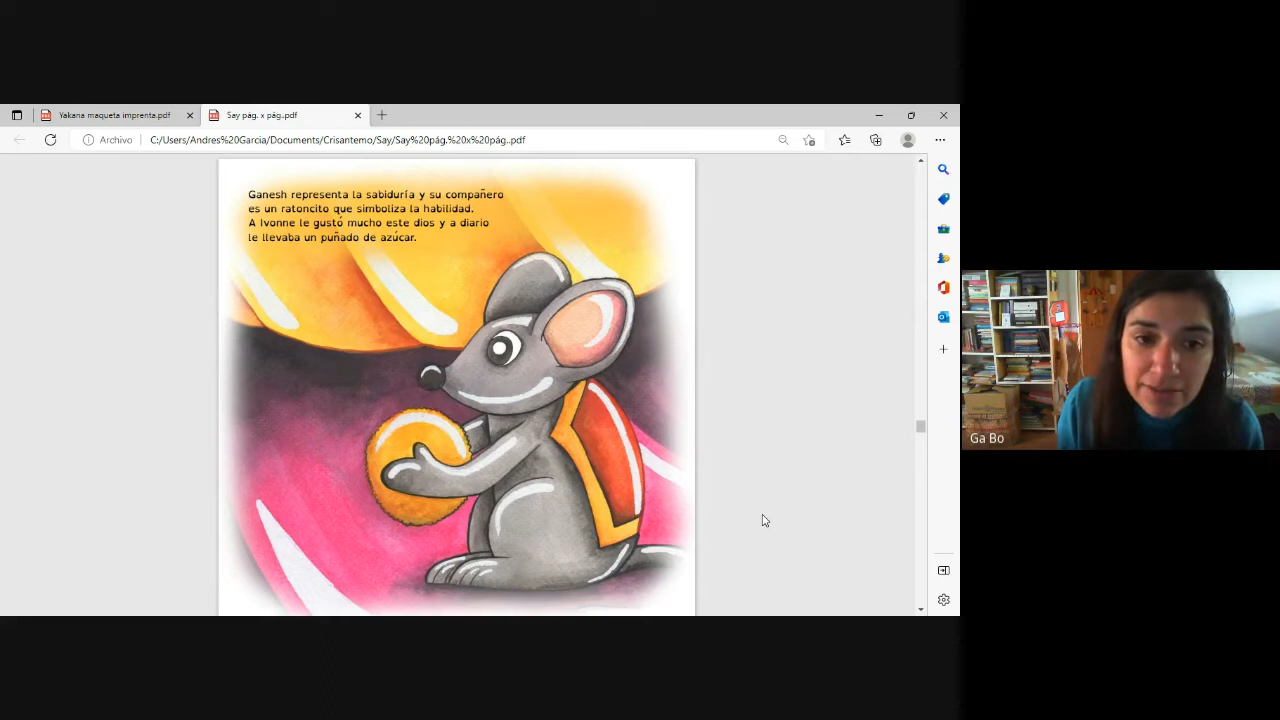 Yakana maqueta imprenta.pdf
Say pág. x pág..pdf
Archivo
C:/Users/Andres%20Garcia/Documents/Crisantemo/Say/Say%20pág.%20x%20pág..pdf
Ganesh representa la sabiduría y su compañero
es un ratoncito que simboliza la habilidad.
A Ivonne le gustó mucho este dios y a diario
le llevaba un puñado de azúcar.
Ga Bo